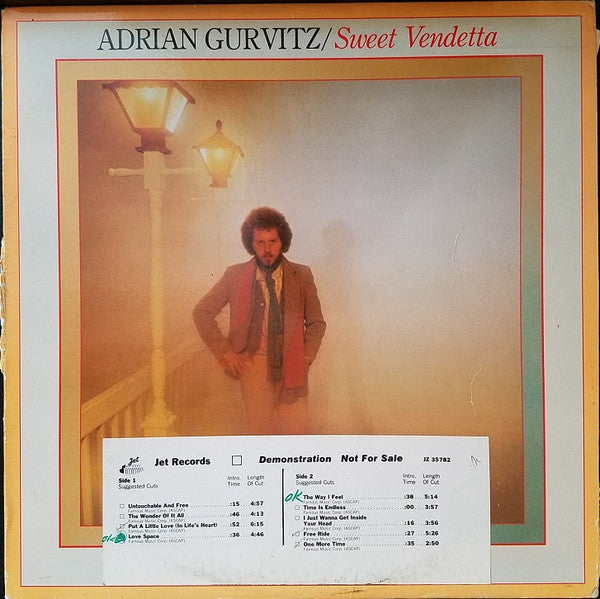 ADRIAN GURVITZ/Sweet Vendetta
Jet
Jet Records Demonstration Not For Sale JZ 35782
Side 1
Suggested Cuts
Intro. Time
Length Of Cut
Untouchable And Free :15 4:57
Famous Music Corp. (ASCAP)
The Wonder Of It All :46 4:13
Famous Music Corp. (ASCAP)
Put A Little Love (In Life's Heart) :52 6:15
Famous Music Corp. (ASCAP)
OK Love Space :36 4:46
Famous Music Corp. (ASCAP)
Side 2
Suggested Cuts
Intro. Time
Length Of Cut
OK The Way I Feel :38 5:14
Famous Music Corp. (ASCAP)
Time Is Endless :00 3:57
Famous Music Corp. (ASCAP)
I Just Wanna Get Inside
Your Head :16 3:56
Famous Music Corp. (ASCAP)
Free Ride :27 5:26
Famous Music Corp. (ASCAP)
One More Time :35 2:50
Famous Music Corp. (ASCAP)